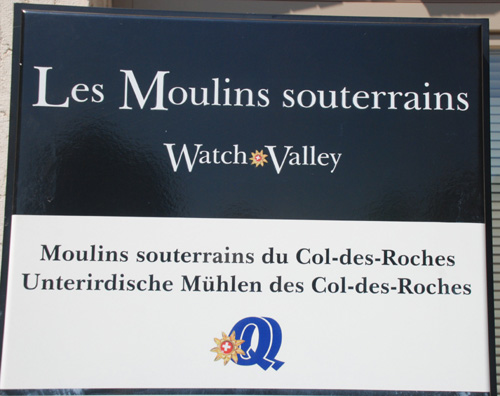 Les Moulins souterrains
Watch Valley
Moulins souterrains du Col-des-Roches
Unterirdische Mühlen des Col-des-Roches
Q